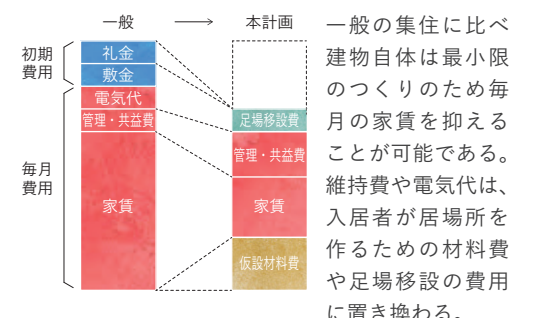 一般
本計画
初期
費用
礼金
敷金
電気代
管理・共益費
毎月
費用
家賃
足場移設費
管理・共益費
家賃
仮設材料費
一般の集住に比べ
建物自体は最小限
のつくりのため毎
月の家賃を抑える
ことが可能である。
維持費や電気代は、
入居者が居場所を
作るための材料費
や足場移設の費用
に置き換わる。